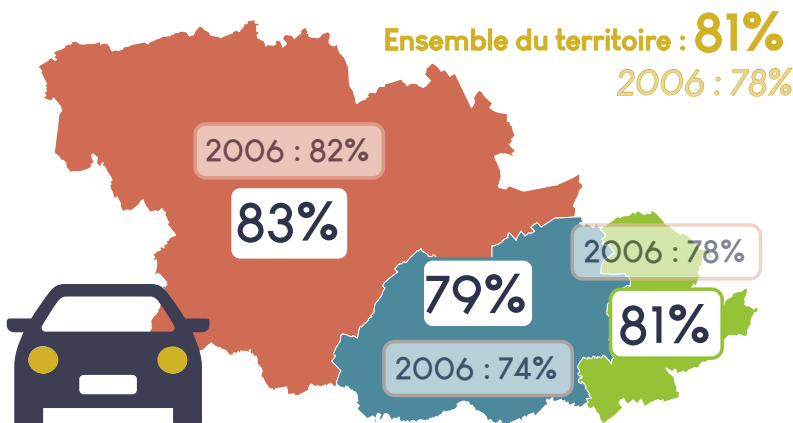 Ensemble du territoire : 81%
2006 : 78%
2006 : 82%
83%
2006 : 78%
79%
81%
2006 : 74%